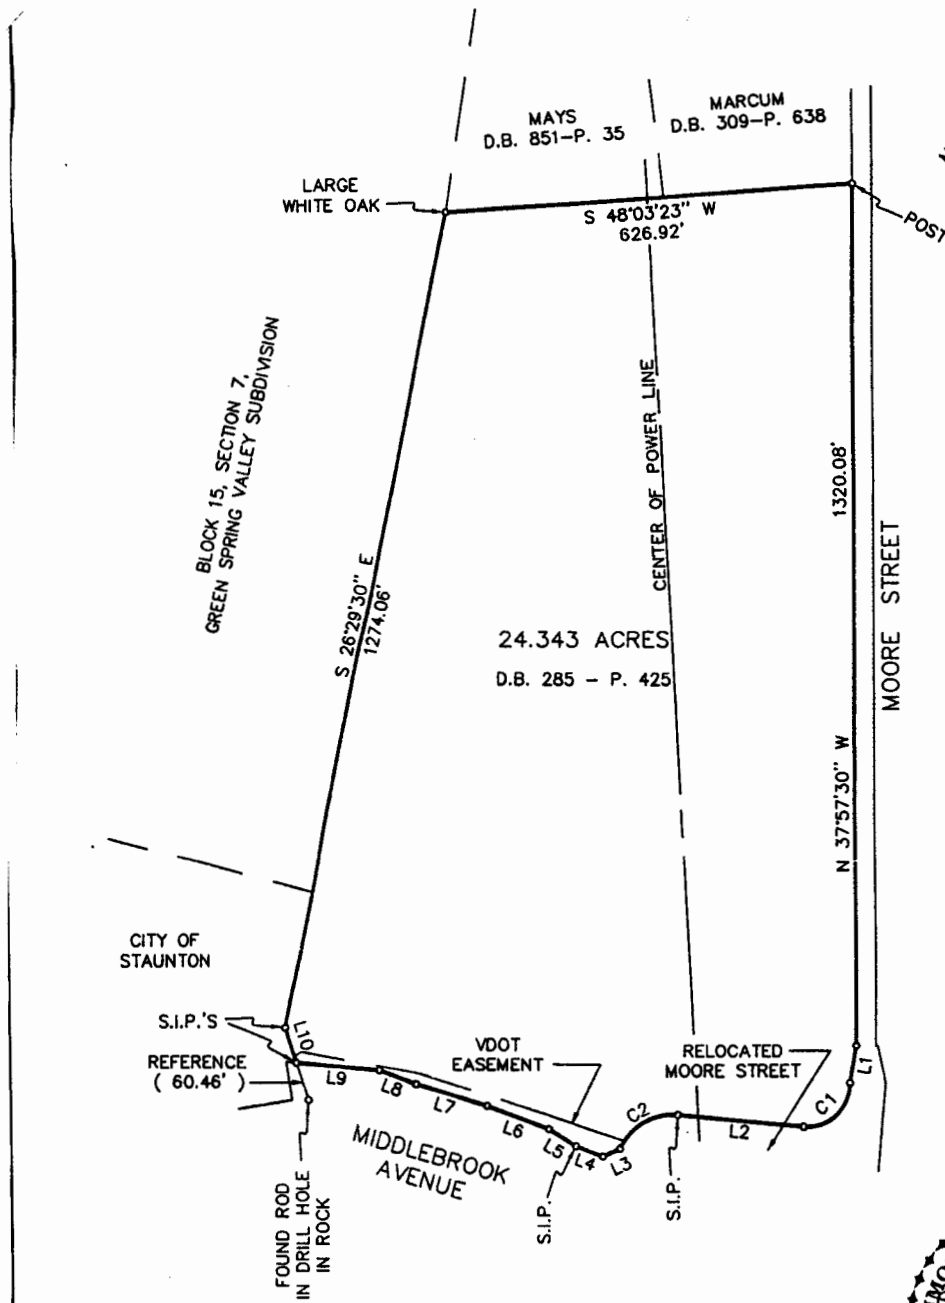 MAYS
D.B. 851-P. 35
MARCUM
D.B. 309-P. 638
LARGE
WHITE OAK
S 48°03'23" W
626.92'
POST
BLOCK 15, SECTION 7,
GREEN SPRING VALLEY SUBDIVISION
S 26°29'30" E
1274.06'
CENTER OF POWER LINE
1320.08'
N 37°57'30" W
MOORE STREET
24.343 ACRES
D.B. 285 - P. 425
CITY OF
STAUNTON
S.I.P.'S
L10
REFERENCE
( 60.46' )
L9
L8
L7
L6
L5
L4
L3
C2
L2
C1
L1
VDOT
EASEMENT
RELOCATED
MOORE STREET
MIDDLEBROOK
AVENUE
S.I.P.
S.I.P.
FOUND ROD
IN DRILL HOLE
IN ROCK